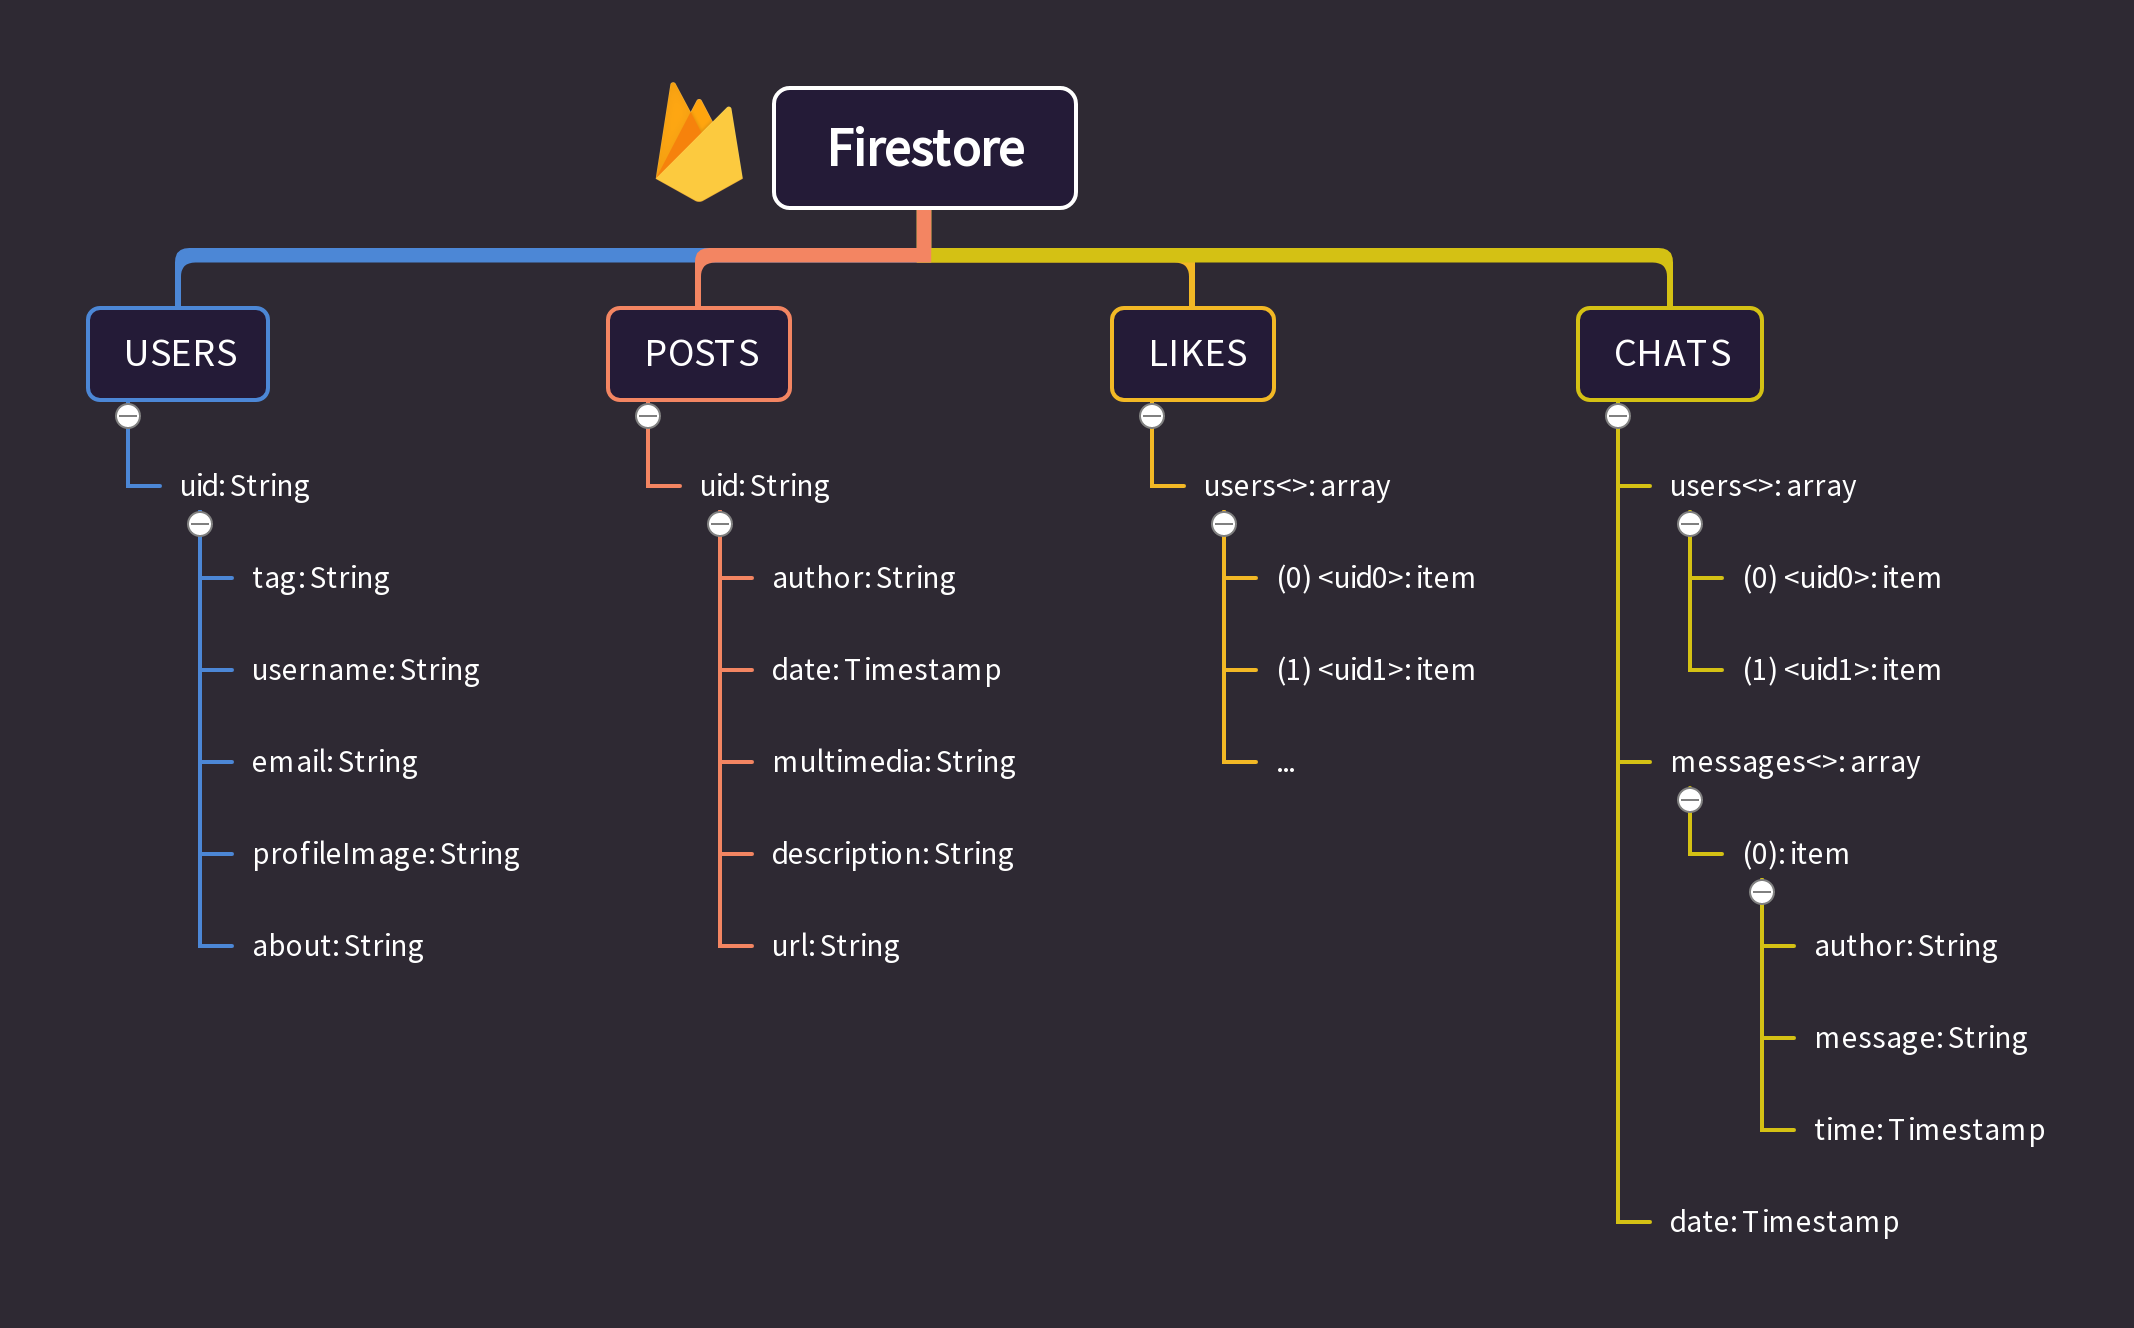 Firestore
USERS
uid: String
tag: String
username: String
email: String
profileImage: String
about: String
POSTS
uid: String
author: String
date: Timestamp
multimedia: String
description: String
url: String
LIKES
users<>: array
(0) <uid0>: item
(1) <uid1>: item
...
CHATS
users<>: array
(0) <uid0>: item
(1) <uid1>: item
messages<>: array
(0): item
author: String
message: String
time: Timestamp
date: Timestamp